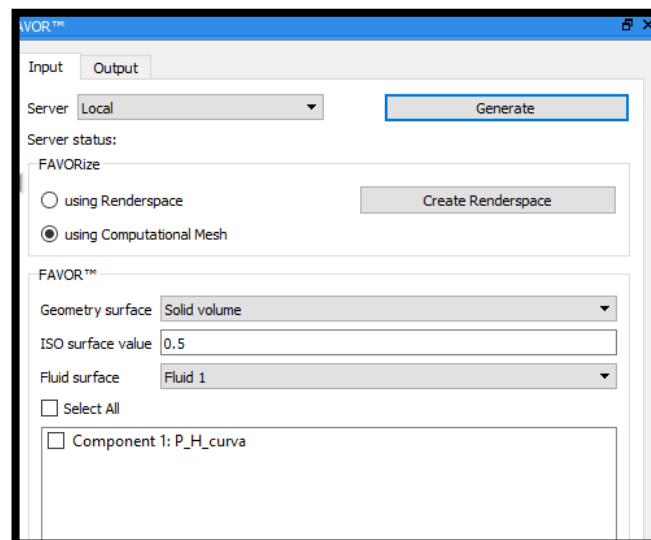 AVOR™
Input Output
Server Local Generate
Server status:
FAVORize
using Renderspace Create Renderspace
using Computational Mesh
FAVOR™
Geometry surface Solid volume
ISO surface value 0.5
Fluid surface Fluid 1
Select All
Component 1: P_H_curva